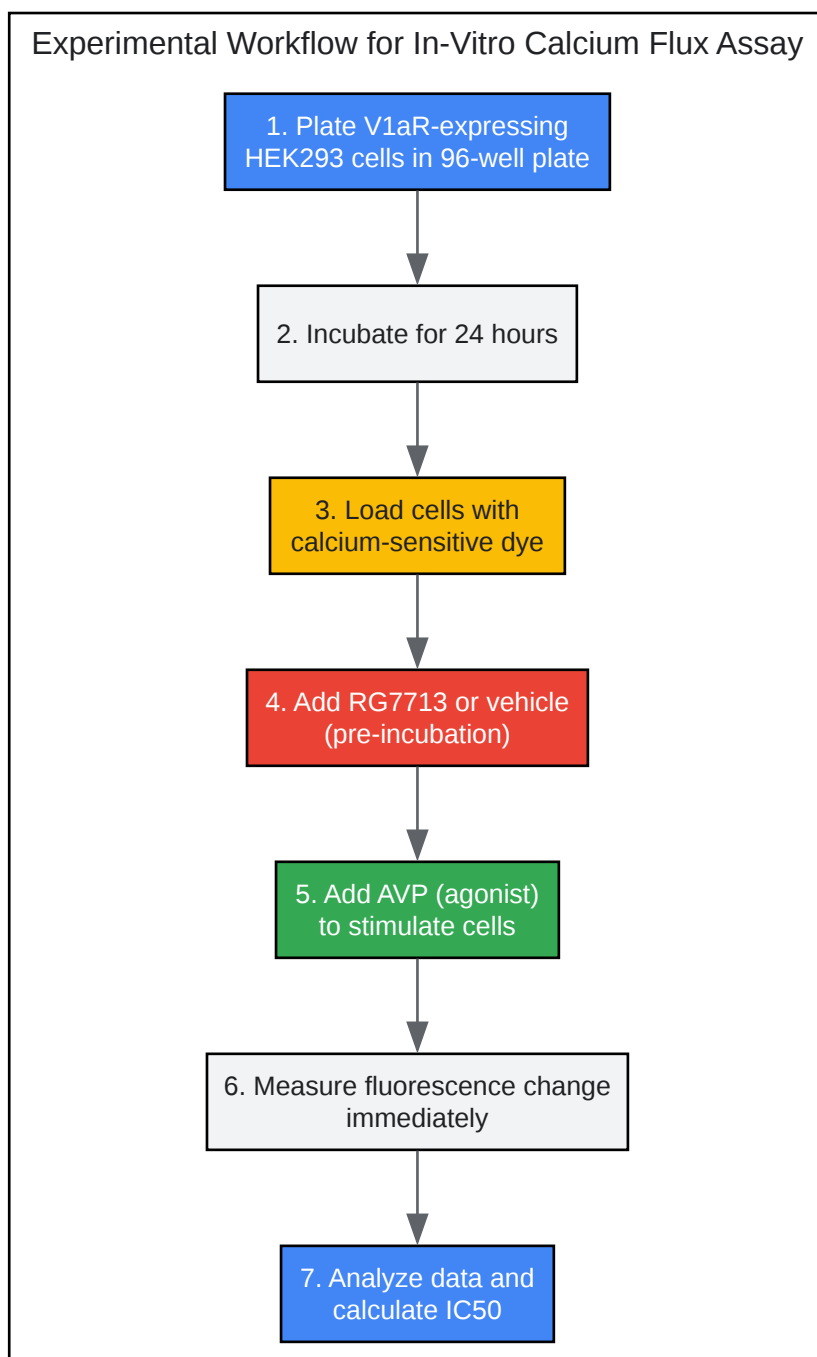 Experimental Workflow for In-Vitro Calcium Flux Assay
1. Plate V1aR-expressing
HEK293 cells in 96-well plate
2. Incubate for 24 hours
3. Load cells with
calcium-sensitive dye
4. Add RG7713 or vehicle
(pre-incubation)
5. Add AVP (agonist)
to stimulate cells
6. Measure fluorescence change
immediately
7. Analyze data and
calculate IC50